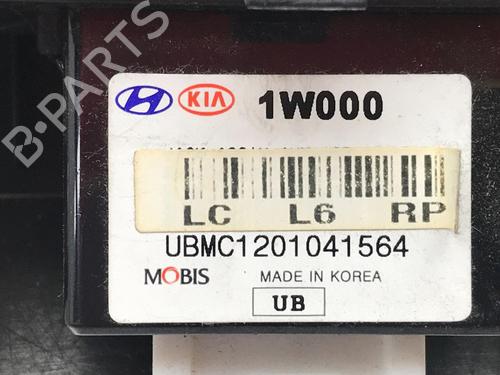 B·PARTS
KIA 1W000
LC L6 RP
UBMC1201041564
MOBIS MADE IN KOREA
UB